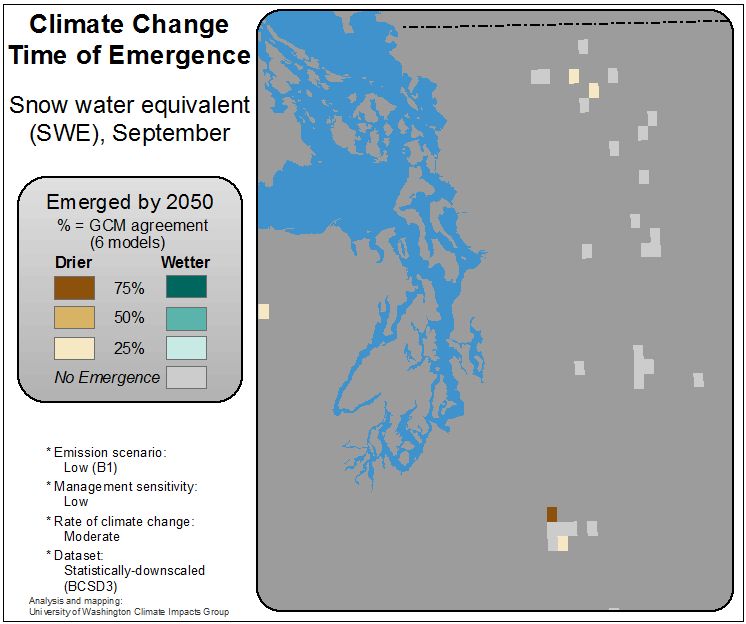 Climate Change
Time of Emergence
Snow water equivalent
(SWE), September
Emerged by 2050
% = GCM agreement
(6 models)
Drier Wetter
75%
50%
25%
No Emergence
* Emission scenario:
Low (B1)
* Management sensitivity:
Low
* Rate of climate change:
Moderate
* Dataset:
Statistically-downscaled
(BCSD3)
Analysis and mapping:
University of Washington Climate Impacts Group